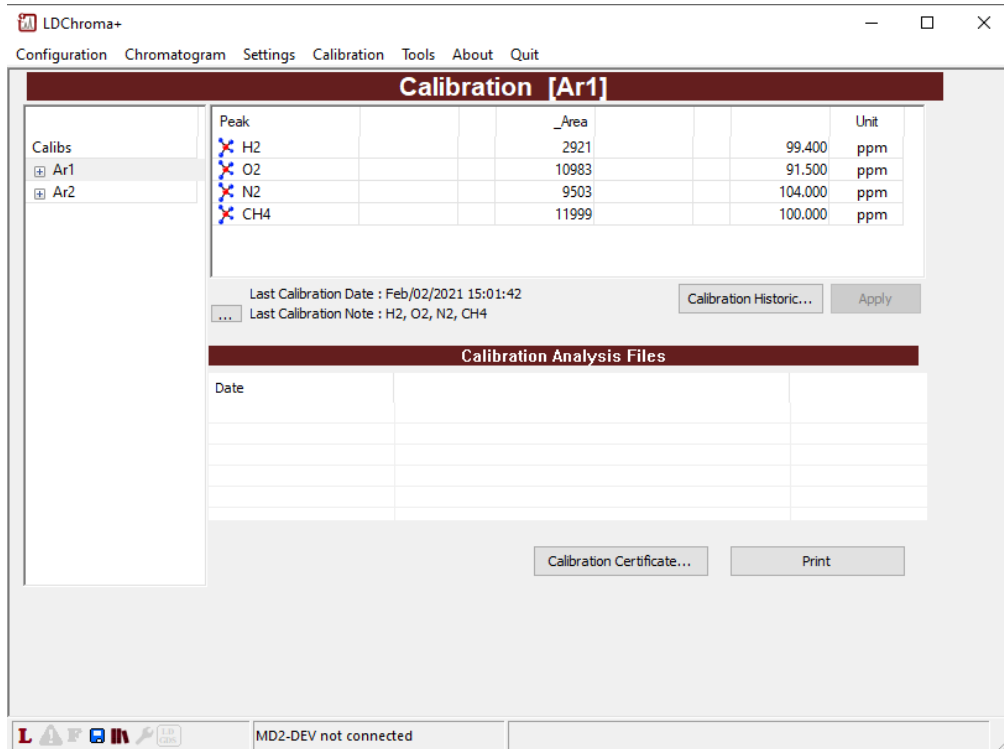 LDChroma+
Configuration Chromatogram Settings Calibration Tools About Quit
Calibration [Ar1]
Peak _Area Unit
Calibs
H2 2921 99.400 ppm
Ar1
O2 10983 91.500 ppm
Ar2
N2 9503 104.000 ppm
CH4 11999 100.000 ppm
Last Calibration Date : Feb/02/2021 15:01:42
... Last Calibration Note : H2, O2, N2, CH4
Calibration Historic... Apply
Calibration Analysis Files
Date
Calibration Certificate... Print
L F LD GDS MD2-DEV not connected